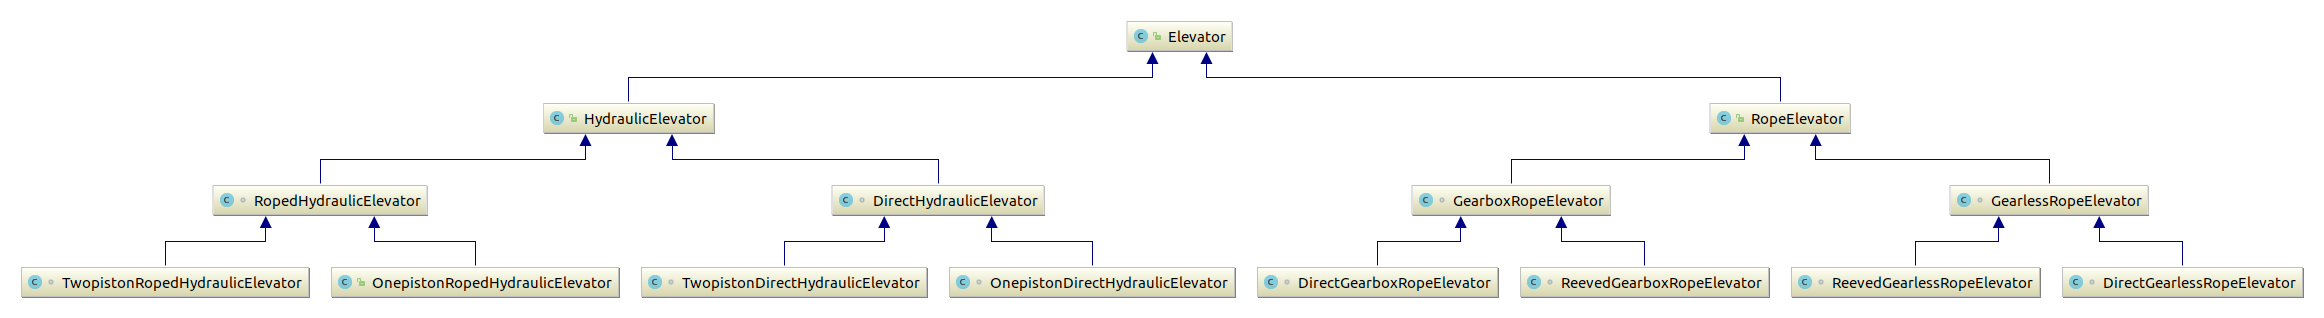 C Elevator
C HydraulicElevator
C RopeElevator
C RopedHydraulicElevator
C DirectHydraulicElevator
C GearboxRopeElevator
C GearlessRopeElevator
C TwopistonRopedHydraulicElevator
C OnepistonRopedHydraulicElevator
C TwopistonDirectHydraulicElevator
C OnepistonDirectHydraulicElevator
C DirectGearboxRopeElevator
C ReevedGearboxRopeElevator
C ReevedGearlessRopeElevator
C DirectGearlessRopeElevator